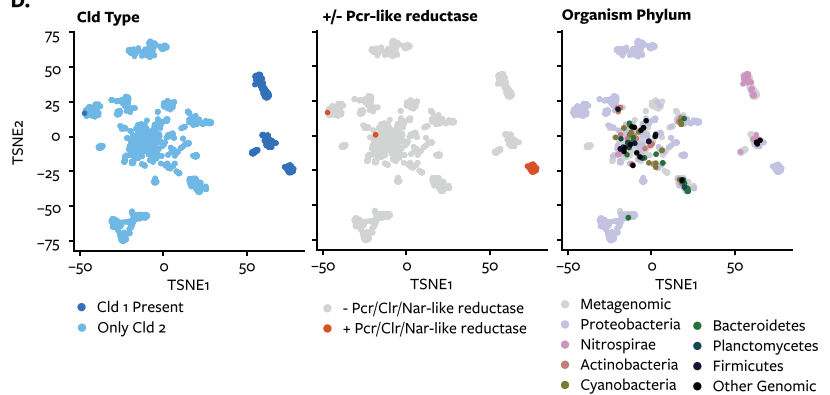 D.
Cld Type
+/- Pcr-like reductase
Organism Phylum
75
50
25
0
−25
−50
−75
TSNE2
−50
0
50
TSNE1
−50
0
50
TSNE1
−50
0
50
TSNE1
Cld 1 Present
Only Cld 2
- Pcr/Clr/Nar-like reductase
+ Pcr/Clr/Nar-like reductase
Metagenomic
Proteobacteria
Nitrospirae
Actinobacteria
Cyanobacteria
Bacteroidetes
Planctomycetes
Firmicutes
Other Genomic